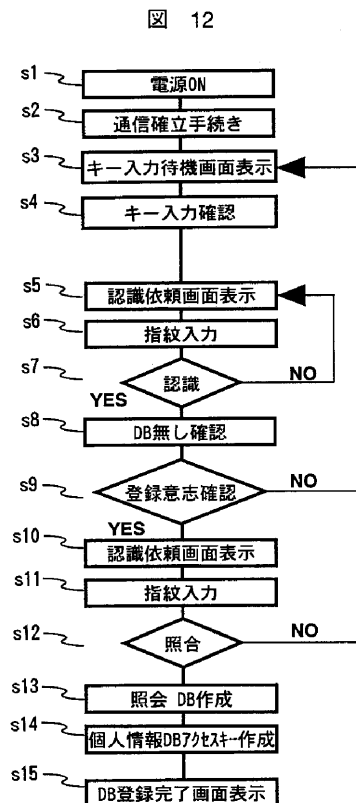 図 12
s1 電源ON
s2 通信確立手続き
s3 キー入力待機画面表示
s4 キー入力確認
s5 認識依頼画面表示
s6 指紋入力
s7 認識 NO
YES
s8 DB無し確認
s9 登録意志確認 NO
YES
s10 認識依頼画面表示
s11 指紋入力
s12 照合 NO
s13 照会 DB作成
s14 個人情報DBアクセスキー作成
s15 DB登録完了画面表示